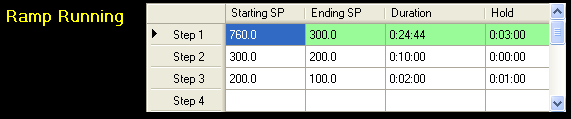 Ramp Running
Starting SP Ending SP Duration Hold
Step 1 760.0 300.0 0:24:44 0:03:00
Step 2 300.0 200.0 0:10:00 0:00:00
Step 3 200.0 100.0 0:02:00 0:01:00
Step 4